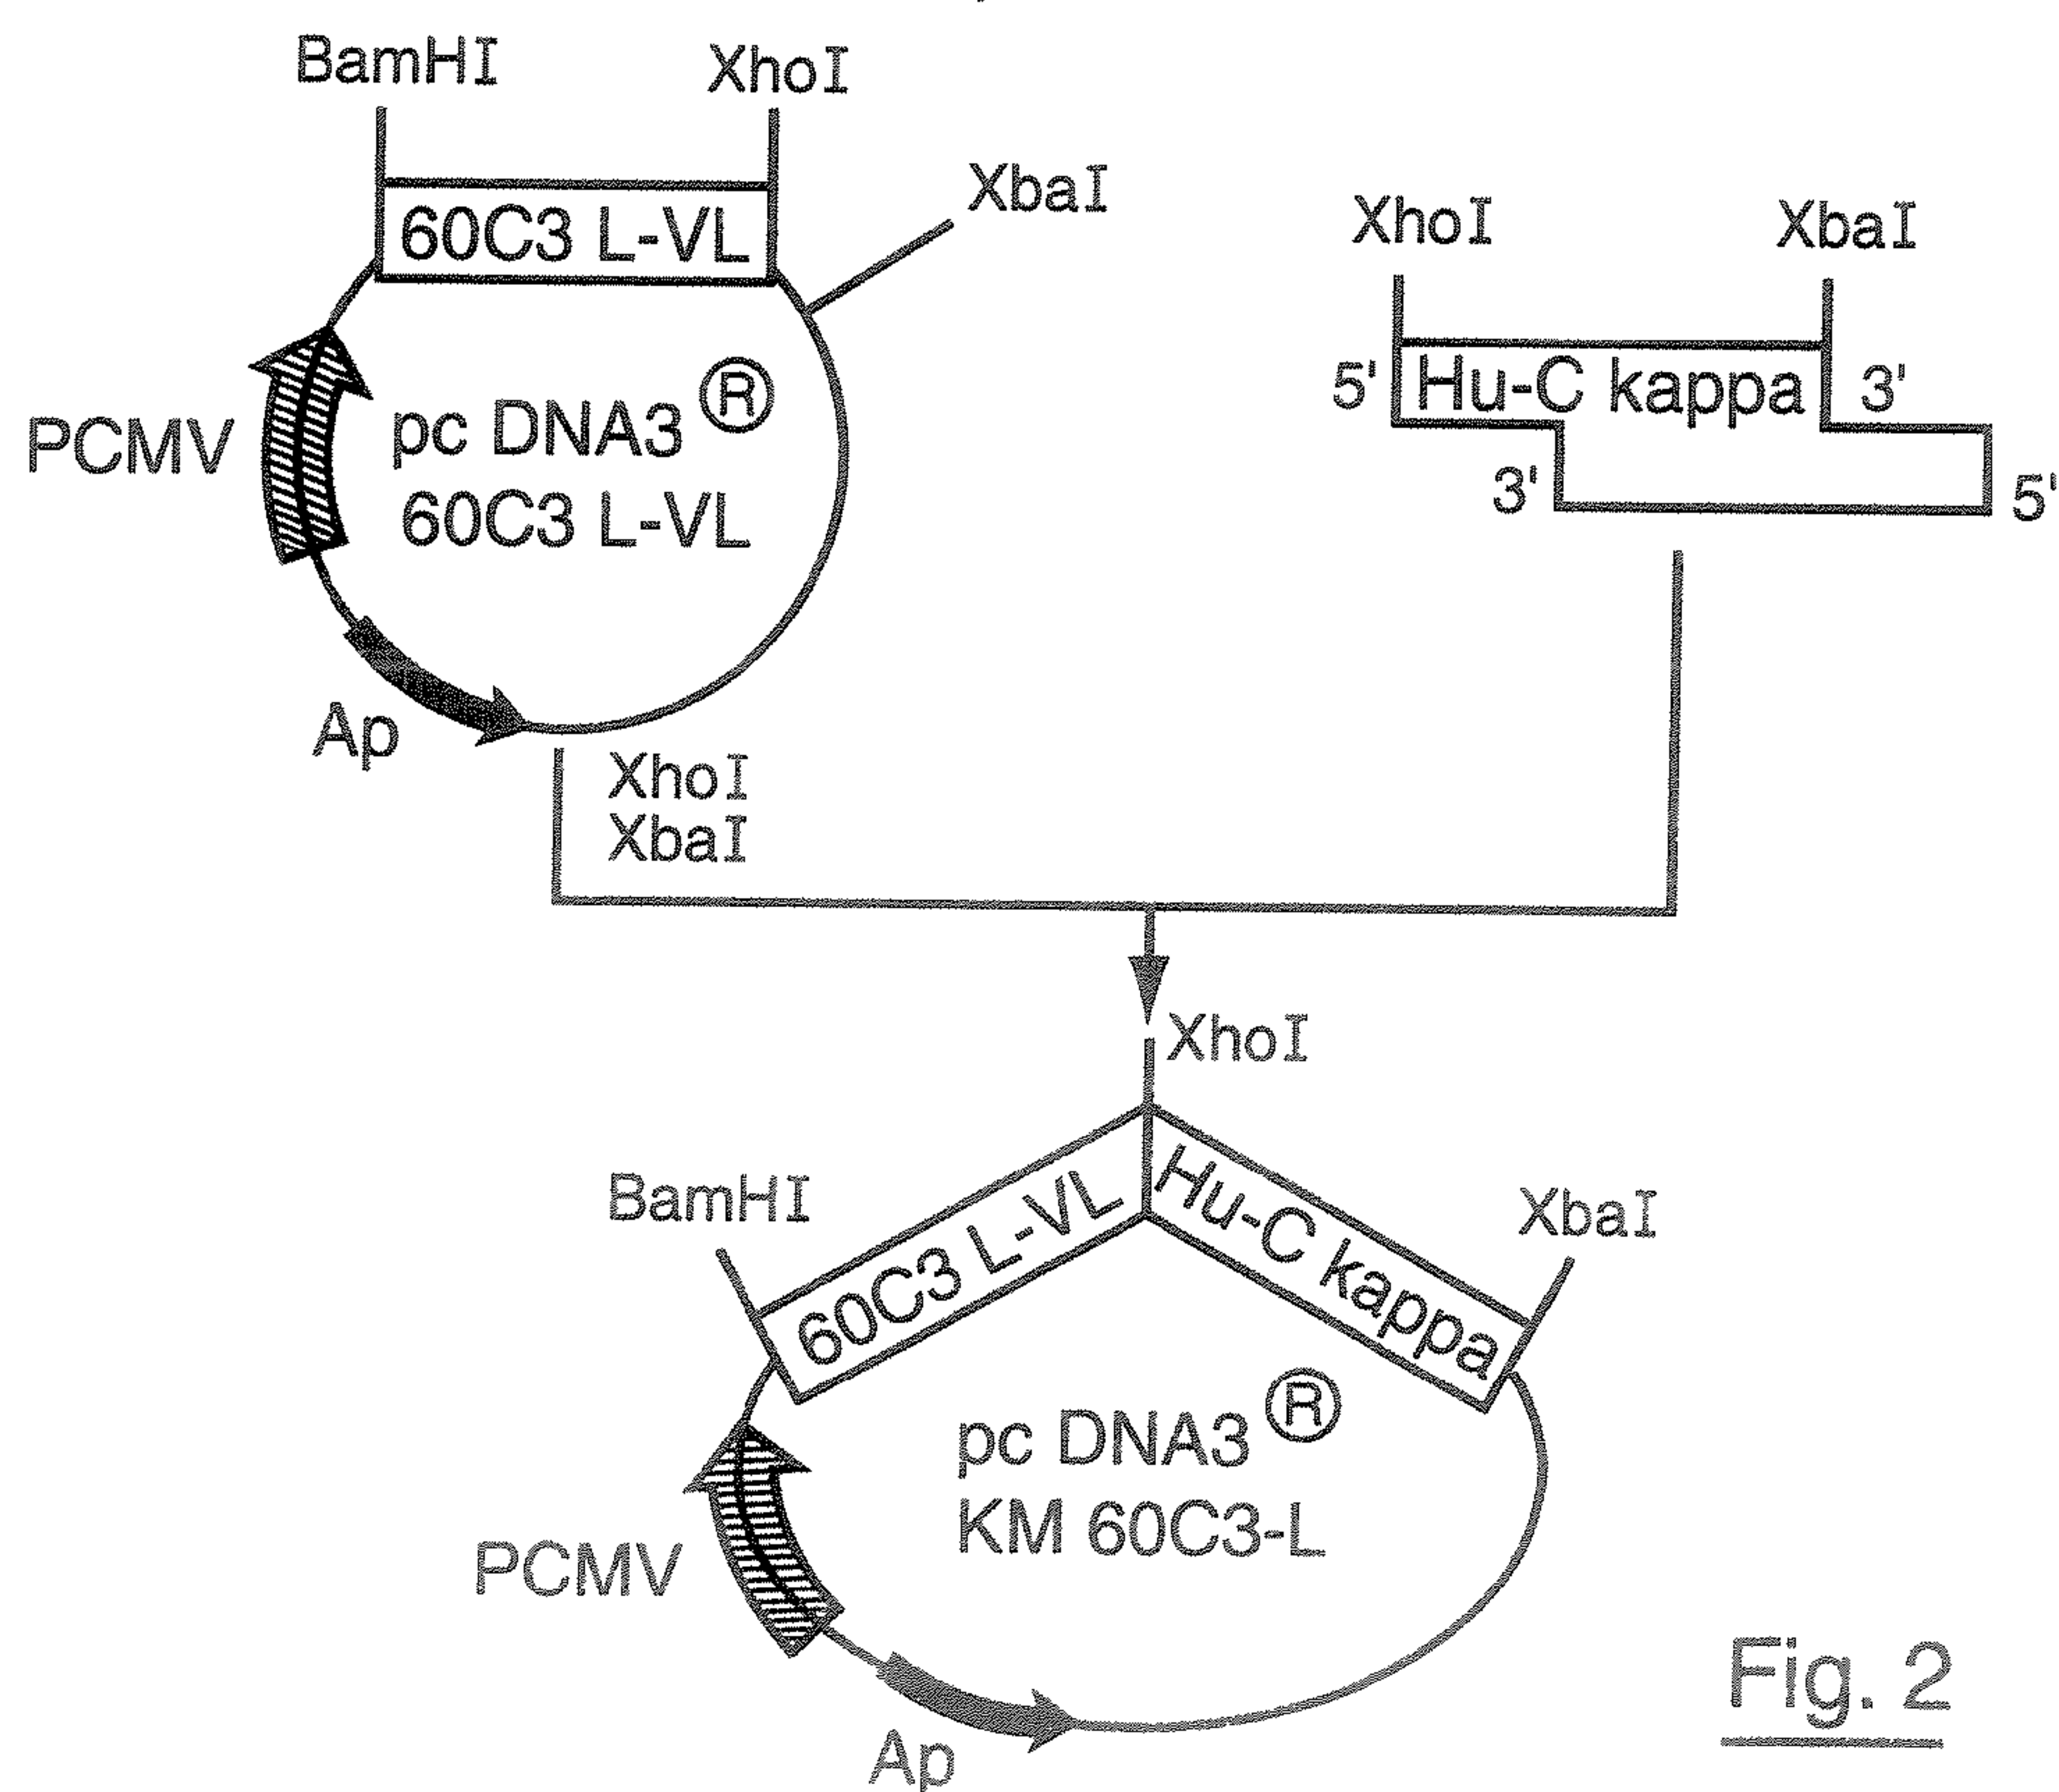 BamHI
XhoI
XbaI
60C3 L-VL
PCMV
pc DNA3 ®
60C3 L-VL
Ap
XhoI
XbaI
5' Hu-C kappa 3'
3' 5'
XhoI
XbaI
XhoI
BamHI
XbaI
60C3 L-VL
Hu-C kappa
pc DNA3 ®
KM 60C3-L
PCMV
Ap
Fig. 2